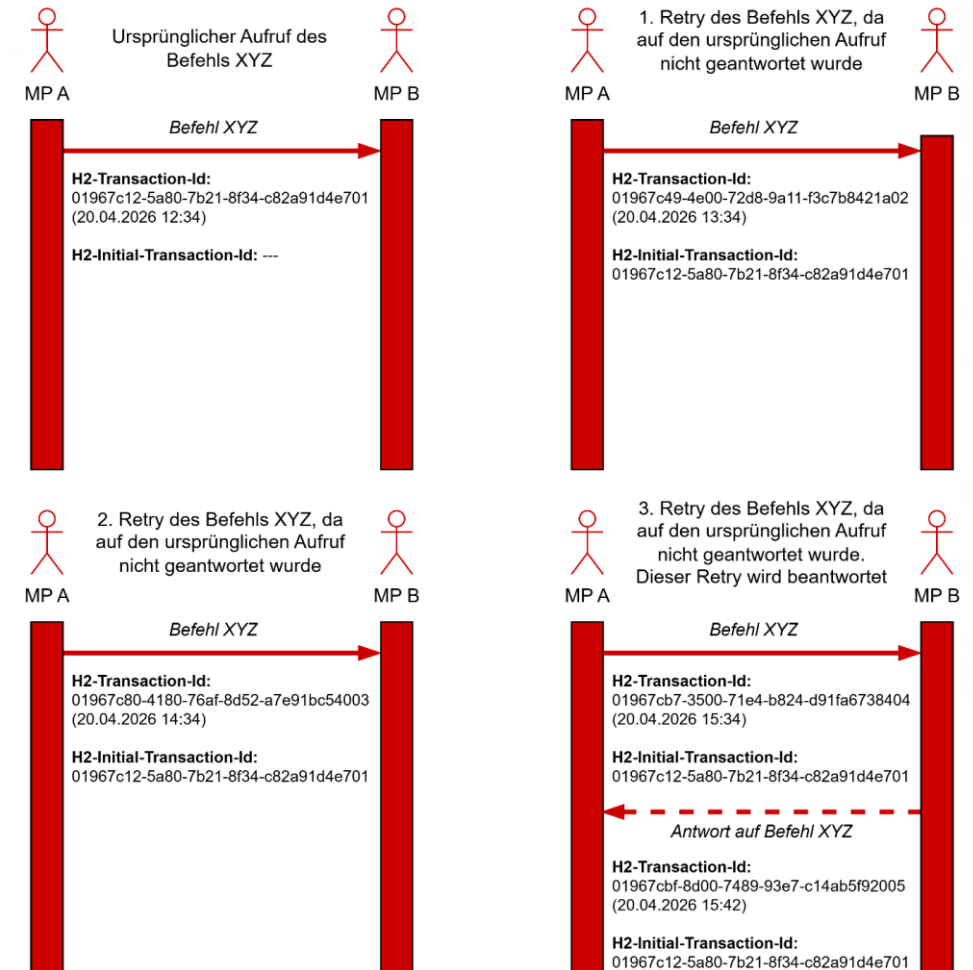 Ursprünglicher Aufruf des
Befehls XYZ
MP A
MP B
Befehl XYZ
H2-Transaction-Id:
01967c12-5a80-7b21-8f34-c82a91d4e701
(20.04.2026 12:34)
H2-Initial-Transaction-Id: ---
1. Retry des Befehls XYZ, da
auf den ursprünglichen Aufruf
nicht geantwortet wurde
MP A
MP B
Befehl XYZ
H2-Transaction-Id:
01967c49-4e00-72d8-9a11-f3c7b8421a02
(20.04.2026 13:34)
H2-Initial-Transaction-Id:
01967c12-5a80-7b21-8f34-c82a91d4e701
2. Retry des Befehls XYZ, da
auf den ursprünglichen Aufruf
nicht geantwortet wurde
MP A
MP B
Befehl XYZ
H2-Transaction-Id:
01967c80-4180-76af-8d52-a7e91bc54003
(20.04.2026 14:34)
H2-Initial-Transaction-Id:
01967c12-5a80-7b21-8f34-c82a91d4e701
3. Retry des Befehls XYZ, da
auf den ursprünglichen Aufruf
nicht geantwortet wurde.
Dieser Retry wird beantwortet
MP A
MP B
Befehl XYZ
H2-Transaction-Id:
01967cb7-3500-71e4-b824-d91fa6738404
(20.04.2026 15:34)
H2-Initial-Transaction-Id:
01967c12-5a80-7b21-8f34-c82a91d4e701
Antwort auf Befehl XYZ
H2-Transaction-Id:
01967cbf-8d00-7489-93e7-c14ab5f92005
(20.04.2026 15:42)
H2-Initial-Transaction-Id:
01967c12-5a80-7b21-8f34-c82a91d4e701